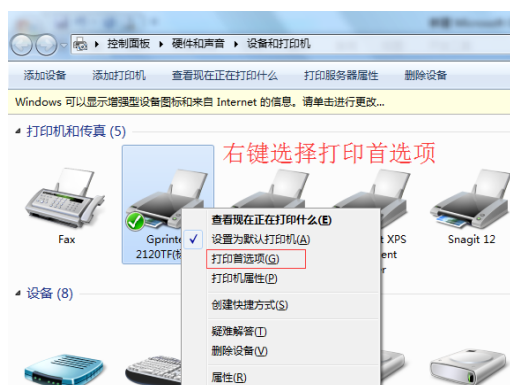 控制面板 ▸ 硬件和声音 ▸ 设备和打印机
添加设备 添加打印机 查看现在正在打印什么 打印服务器属性 删除设备
Windows 可以显示增强型设备图标和来自 Internet 的信息。请单击进行更改...
打印机和传真 (5)
右键选择打印首选项
查看现在正在打印什么(E)
Fax
Gprinte
设置为默认打印机(A)
XPS
Snagit 12
2120TF(
打印首选项(G)
ent
r
打印机属性(P)
设备 (8)
创建快捷方式(S)
疑难解答(T)
删除设备(V)
属性(R)